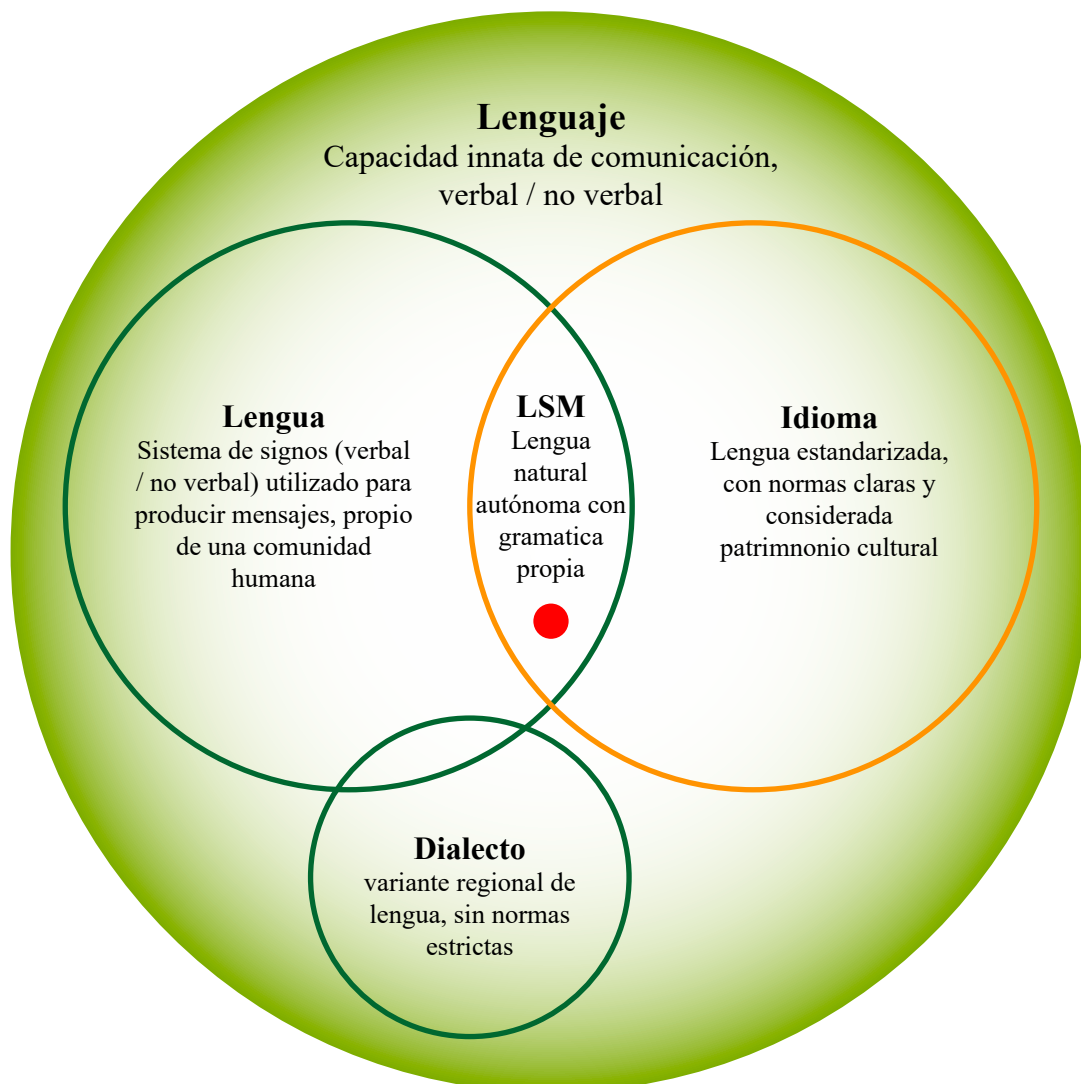 Lenguaje
Capacidad innata de comunicación,
verbal / no verbal
Lengua
Sistema de signos (verbal
/ no verbal) utilizado para
producir mensajes, propio
de una comunidad
humana
LSM
Lengua
natural
autónoma con
gramatica
propia
Idioma
Lengua estandarizada,
con normas claras y
considerada
patrimnonio cultural
Dialecto
variante regional de
lengua, sin normas
estrictas